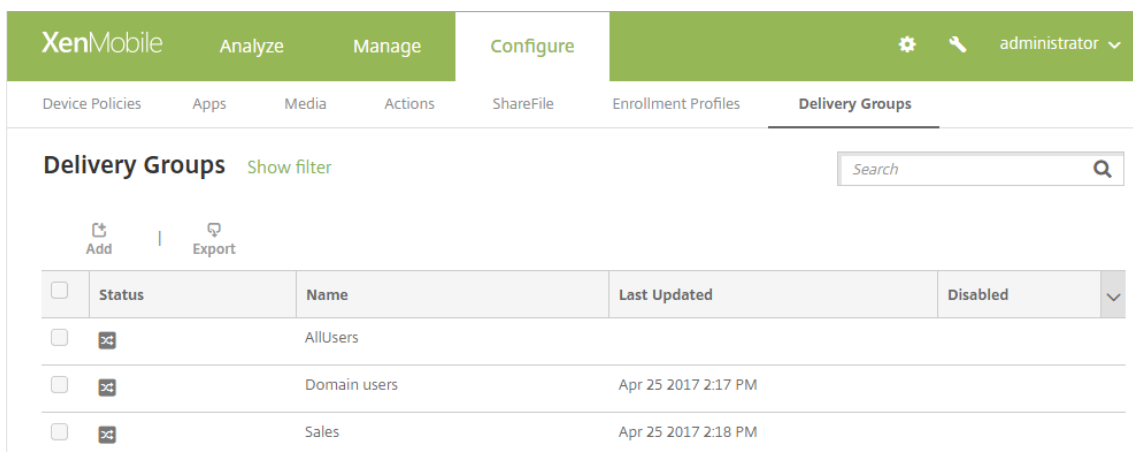 XenMobile Analyze Manage Configure administrator
Device Policies Apps Media Actions ShareFile Enrollment Profiles Delivery Groups
Delivery Groups Show filter Search
Add | Export
Status Name Last Updated Disabled
AllUsers
Domain users Apr 25 2017 2:17 PM
Sales Apr 25 2017 2:18 PM